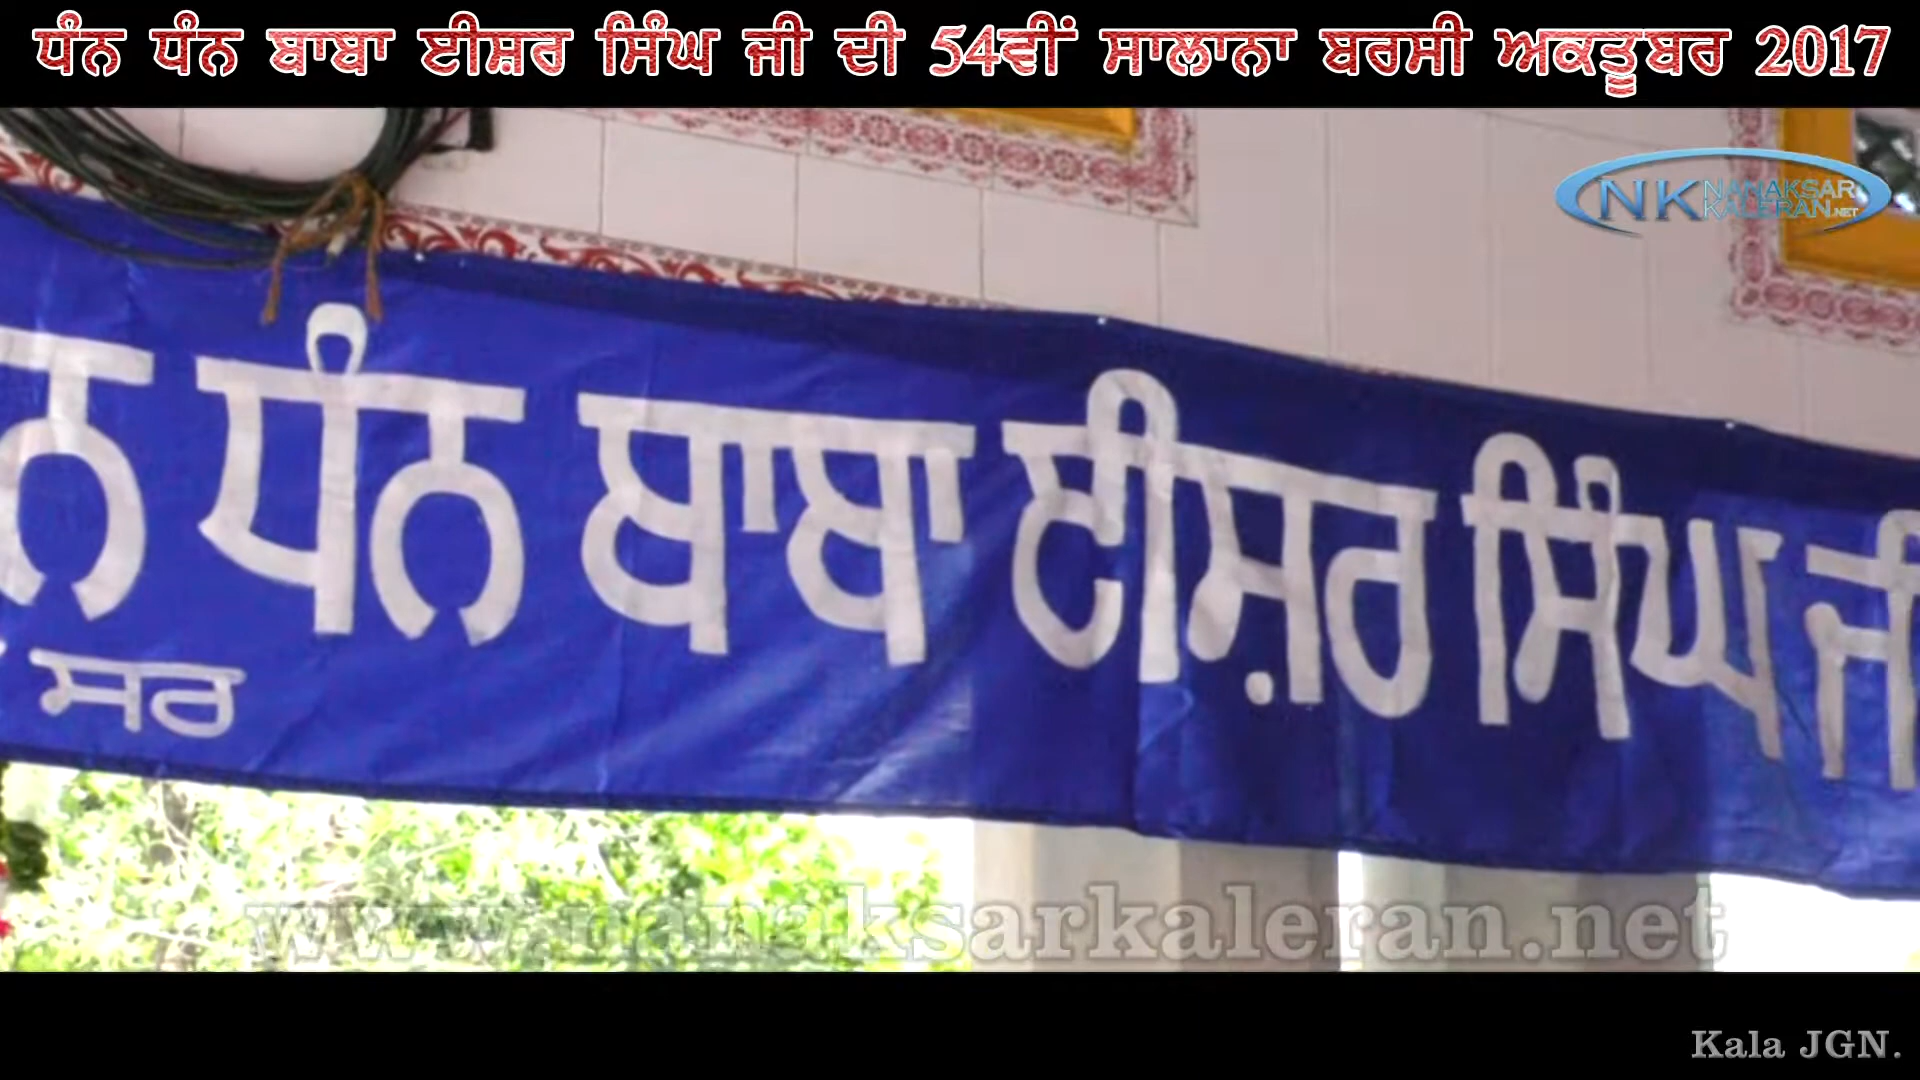 ਧੰਨ ਧੰਨ ਬਾਬਾ ਈਸ਼ਰ ਸਿੰਘ ਜੀ ਦੀ 54ਵੀਂ ਸਾਲਾਨਾ ਬਰਸੀ ਅਕਤੂਬਰ 2017
NK NANAKSAR
KALERAN.NET
ਨ ਧੰਨ ਬਾਬਾ ਈਸ਼ਰ ਸਿੰਘ ਜੀ
ਸਰ
www.nanaksarkaleran.net
Kala JGN.